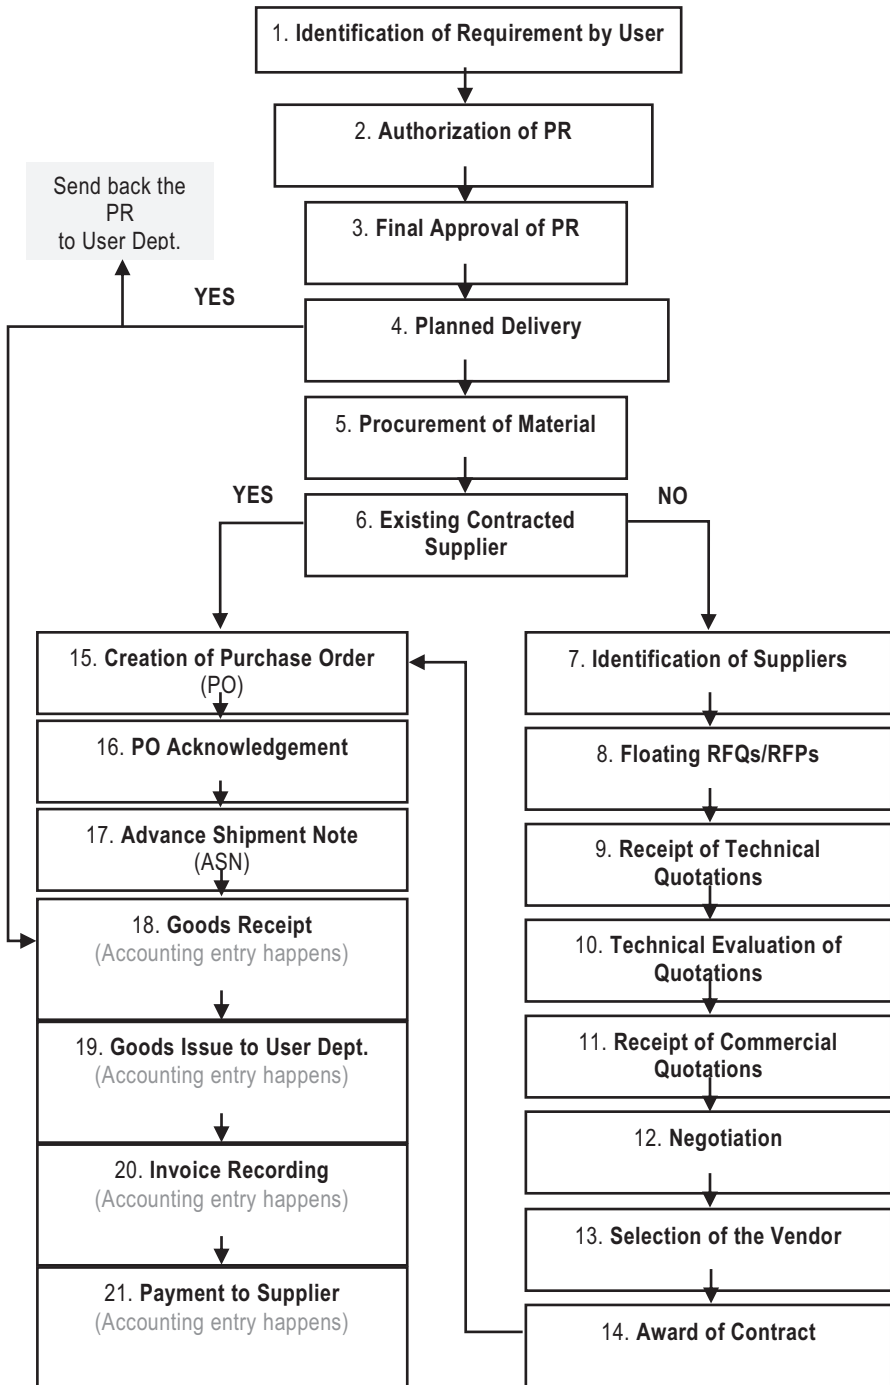 1. Identification of Requirement by User
2. Authorization of PR
Send back the
PR
to User Dept.
3. Final Approval of PR
YES
4. Planned Delivery
5. Procurement of Material
YES
NO
6. Existing Contracted
Supplier
15. Creation of Purchase Order
(PO)
16. PO Acknowledgement
17. Advance Shipment Note
(ASN)
18. Goods Receipt
(Accounting entry happens)
19. Goods Issue to User Dept.
(Accounting entry happens)
20. Invoice Recording
(Accounting entry happens)
21. Payment to Supplier
(Accounting entry happens)
7. Identification of Suppliers
8. Floating RFQs/RFPs
9. Receipt of Technical
Quotations
10. Technical Evaluation of
Quotations
11. Receipt of Commercial
Quotations
12. Negotiation
13. Selection of the Vendor
14. Award of Contract